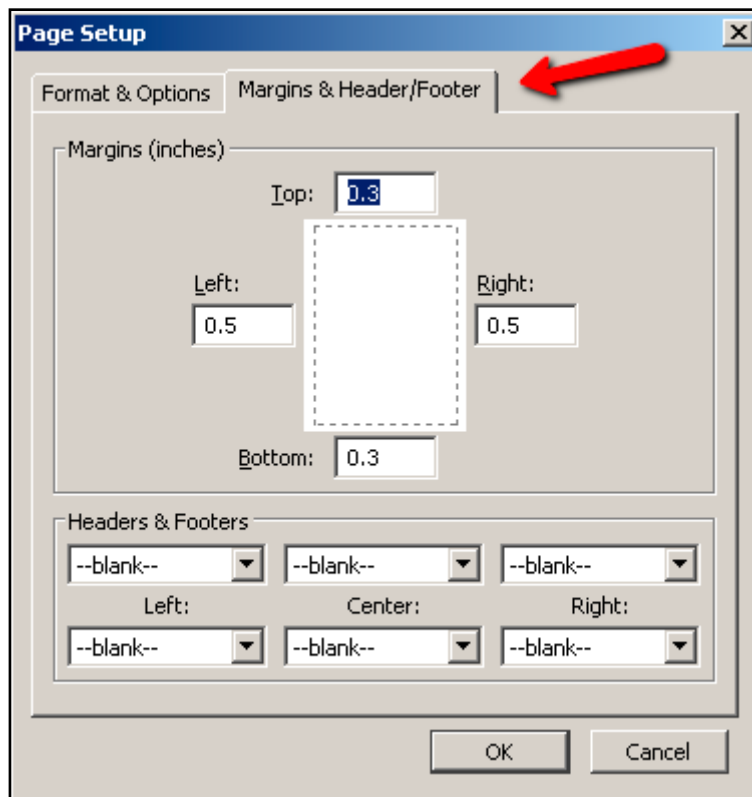 Page Setup
Format & Options
Margins & Header/Footer
Margins (inches)
Top: 0.3
Left:
Right:
0.5
0.5
Bottom: 0.3
Headers & Footers
--blank-- --blank-- --blank--
Left: Center: Right:
--blank-- --blank-- --blank--
OK Cancel